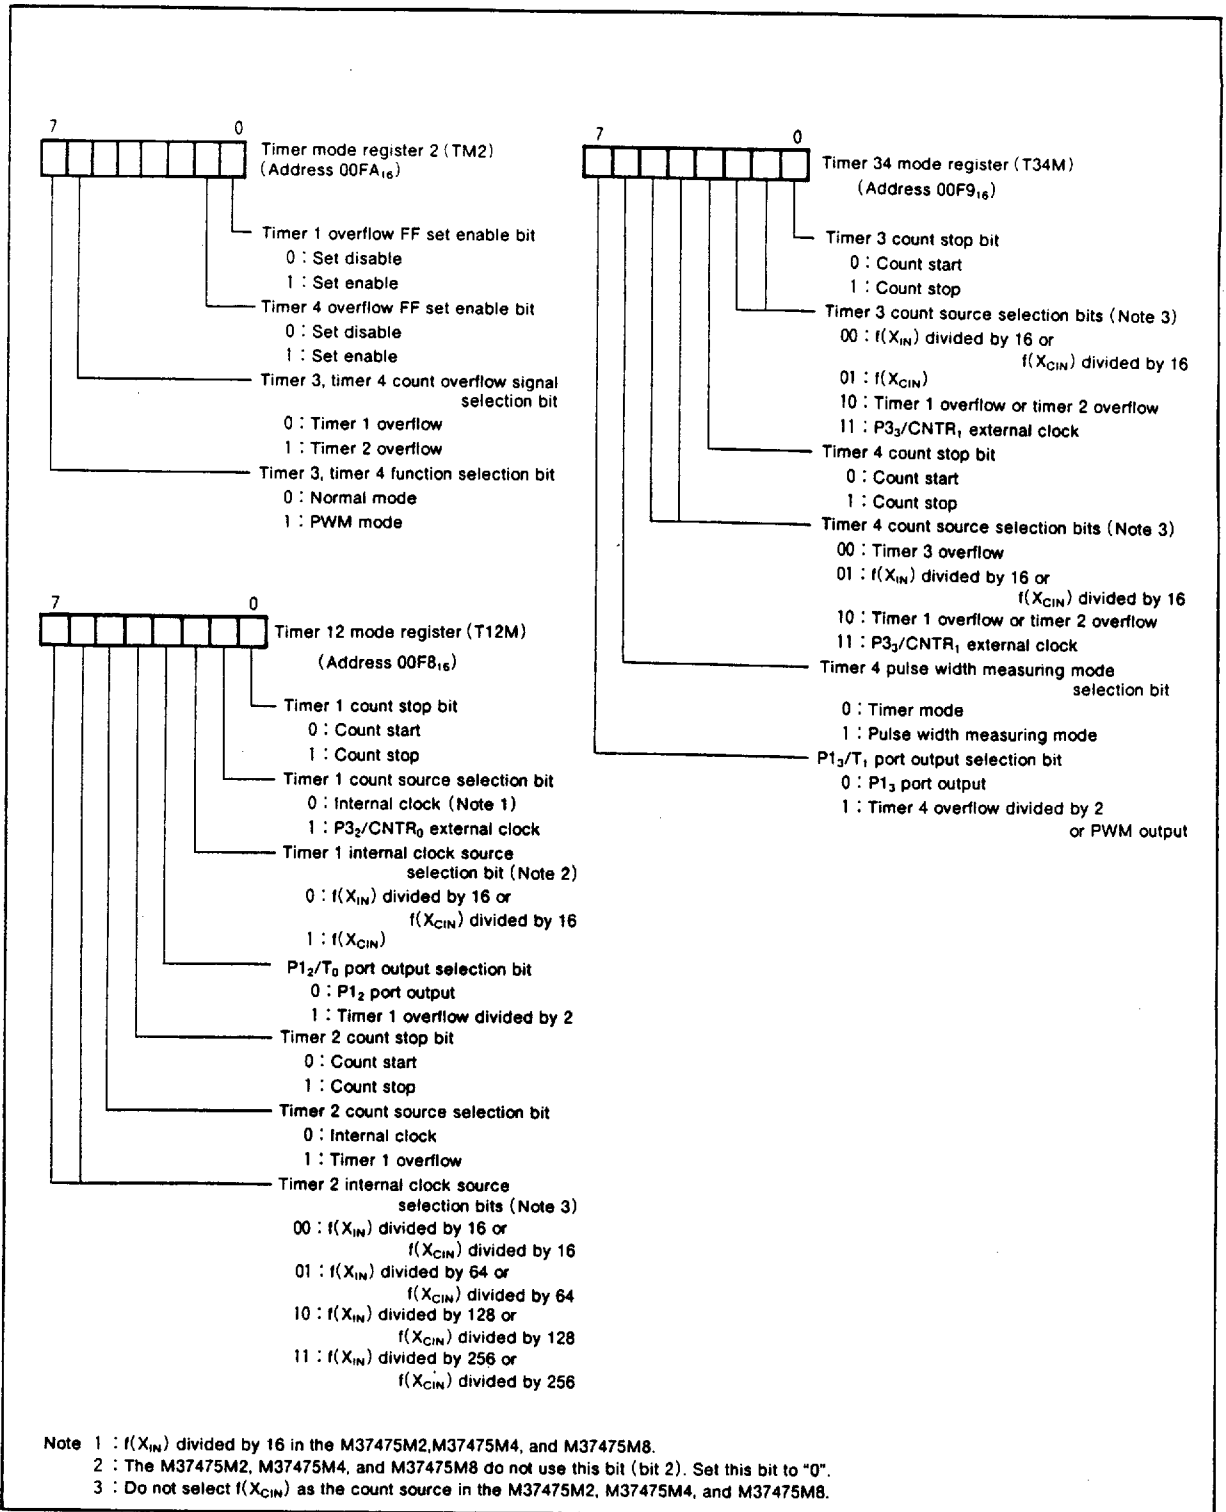 7 0
Timer mode register 2 (TM2)
(Address 00FA₁₆)
Timer 1 overflow FF set enable bit
0 : Set disable
1 : Set enable
Timer 4 overflow FF set enable bit
0 : Set disable
1 : Set enable
Timer 3, timer 4 count overflow signal
selection bit
0 : Timer 1 overflow
1 : Timer 2 overflow
Timer 3, timer 4 function selection bit
0 : Normal mode
1 : PWM mode
7 0
Timer 12 mode register (T12M)
(Address 00F8₁₆)
Timer 1 count stop bit
0 : Count start
1 : Count stop
Timer 1 count source selection bit
0 : Internal clock (Note 1)
1 : P3₂/CNTR₀ external clock
Timer 1 internal clock source
selection bit (Note 2)
0 : f(X_IN) divided by 16 or
f(X_CIN) divided by 16
1 : f(X_CIN)
P1₂/T₀ port output selection bit
0 : P1₂ port output
1 : Timer 1 overflow divided by 2
Timer 2 count stop bit
0 : Count start
1 : Count stop
Timer 2 count source selection bit
0 : Internal clock
1 : Timer 1 overflow
Timer 2 internal clock source
selection bits (Note 3)
00 : f(X_IN) divided by 16 or
f(X_CIN) divided by 16
01 : f(X_IN) divided by 64 or
f(X_CIN) divided by 64
10 : f(X_IN) divided by 128 or
f(X_CIN) divided by 128
11 : f(X_IN) divided by 256 or
f(X_CIN) divided by 256
7 0
Timer 34 mode register (T34M)
(Address 00F9₁₆)
Timer 3 count stop bit
0 : Count start
1 : Count stop
Timer 3 count source selection bits (Note 3)
00 : f(X_IN) divided by 16 or
f(X_CIN) divided by 16
01 : f(X_CIN)
10 : Timer 1 overflow or timer 2 overflow
11 : P3₃/CNTR₁ external clock
Timer 4 count stop bit
0 : Count start
1 : Count stop
Timer 4 count source selection bits (Note 3)
00 : Timer 3 overflow
01 : f(X_IN) divided by 16 or
f(X_CIN) divided by 16
10 : Timer 1 overflow or timer 2 overflow
11 : P3₃/CNTR₁ external clock
Timer 4 pulse width measuring mode
selection bit
0 : Timer mode
1 : Pulse width measuring mode
P1₃/T₁ port output selection bit
0 : P1₃ port output
1 : Timer 4 overflow divided by 2
or PWM output
Note 1 : f(X_IN) divided by 16 in the M37475M2,M37475M4, and M37475M8.
2 : The M37475M2, M37475M4, and M37475M8 do not use this bit (bit 2). Set this bit to "0".
3 : Do not select f(X_CIN) as the count source in the M37475M2, M37475M4, and M37475M8.